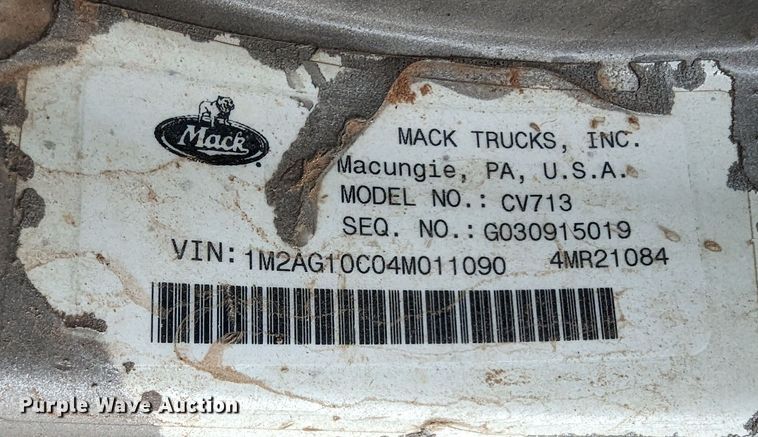 Mack
MACK TRUCKS, INC.
Macungie, PA, U.S.A.
MODEL NO.: CV713
SEQ. NO.: G030915019
VIN: 1M2AG10C04M011090 4MR21084
Purple Wave Auction